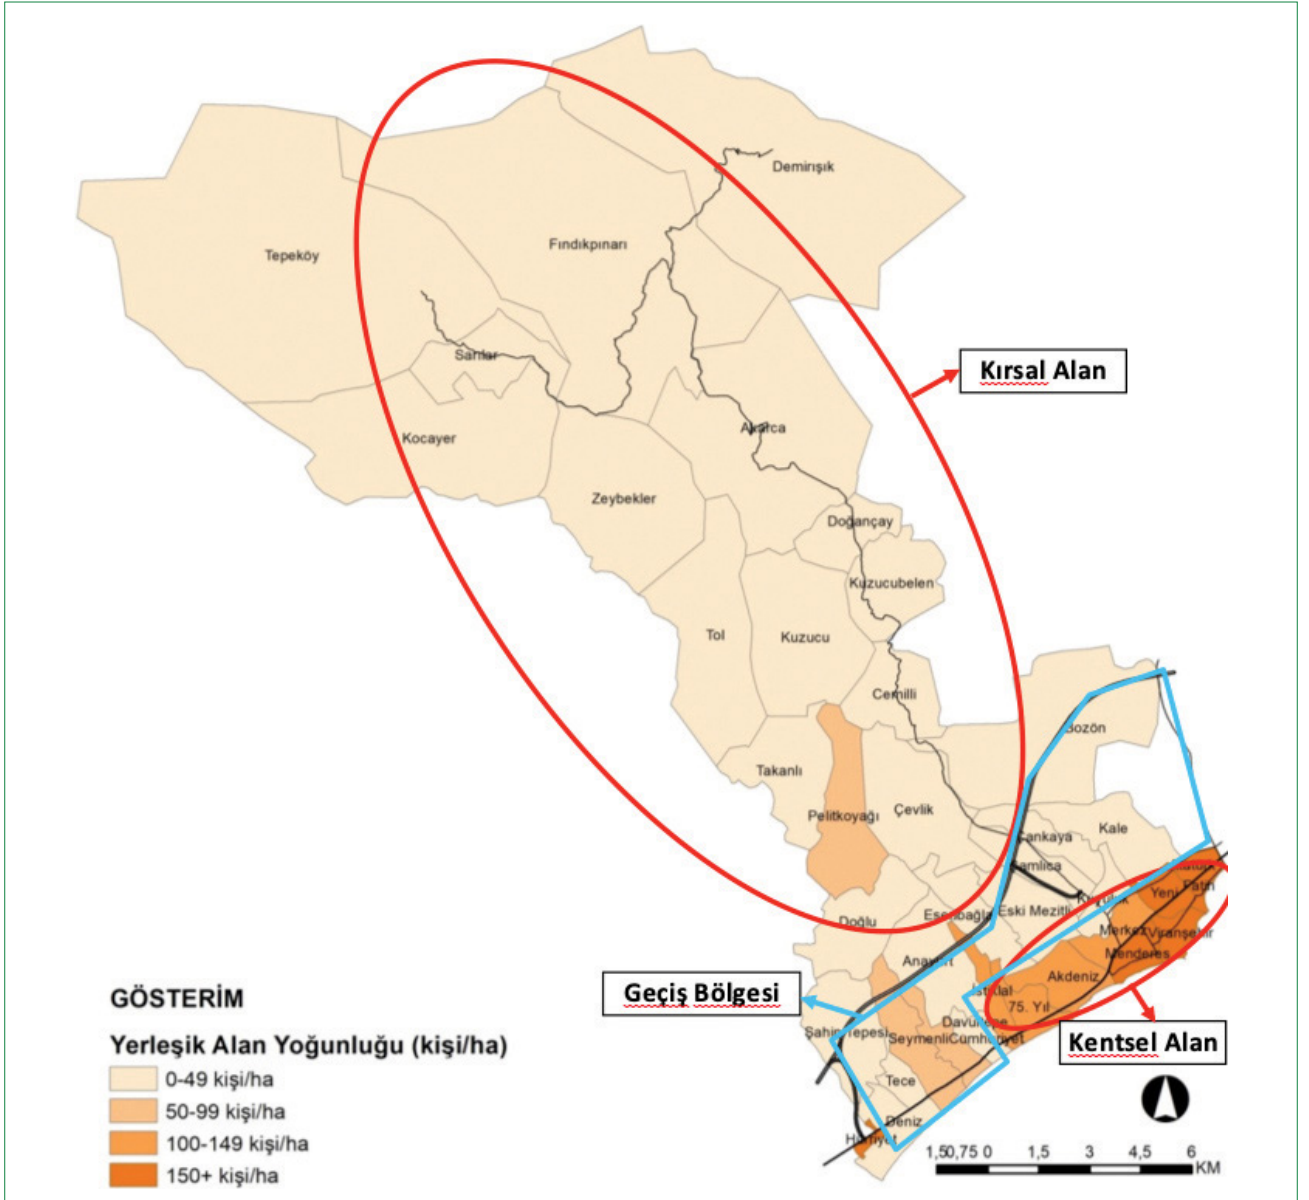 Demirışık
Fındıkpınarı
Tepeköy
Sarılar
Kırsal Alan
Kocayer
Akarca
Zeybekler
Doğançay
Kuzucubelen
Tol
Kuzucu
Cemilli
Bozön
Takanlı
Pelitkoyağı
Çevlik
Kale
Çankaya
Çamlıca
Yeni
Fatih
Kuyuluk
Eski Mezitli
Esenbağlar
Doğlu
Merkez
Viranşehir
Menderes
Anayurt
Akdeniz
Geçiş Bölgesi
İstiklal
75. Yıl
Davultepe
Şahin Tepesi
Seymenli
Cumhuriyet
Kentsel Alan
Tece
Deniz
Hürriyet
GÖSTERİM
Yerleşik Alan Yoğunluğu (kişi/ha)
0-49 kişi/ha
50-99 kişi/ha
100-149 kişi/ha
150+ kişi/ha
1,50,75 0 1,5 3 4,5 6
KM